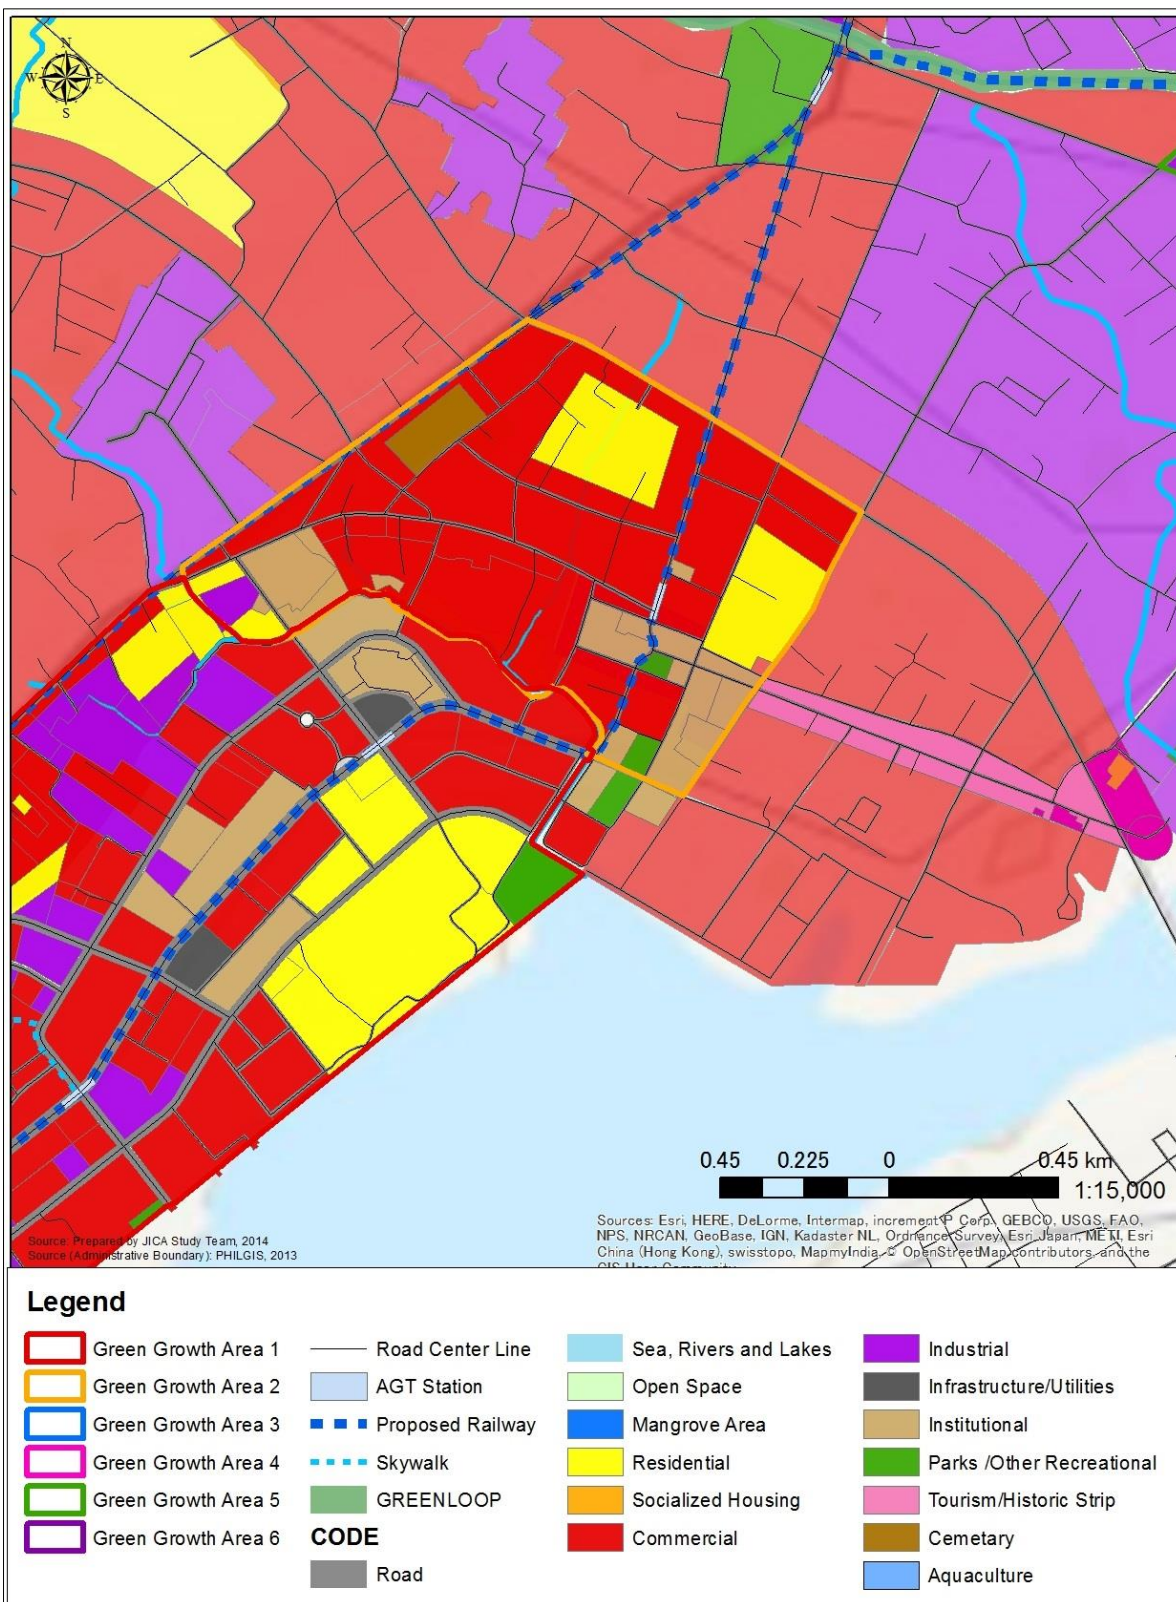 N
W E
S
0.45 0.225 0 0.45 km
1:15,000
Source: Prepared by JICA Study Team, 2014
Source (Administrative Boundary): PHILGIS, 2013
Sources: Esri, HERE, DeLorme, Intermap, increment P Corp., GEBCO, USGS, FAO,
NPS, NRCAN, GeoBase, IGN, Kadaster NL, Ordnance Survey, Esri Japan, METI, Esri
China (Hong Kong), swisstopo, MapmyIndia, © OpenStreetMap contributors, and the
GIS User Community
Legend
Green Growth Area 1
Green Growth Area 2
Green Growth Area 3
Green Growth Area 4
Green Growth Area 5
Green Growth Area 6
Road Center Line
AGT Station
Proposed Railway
Skywalk
GREENLOOP
CODE
Road
Sea, Rivers and Lakes
Open Space
Mangrove Area
Residential
Socialized Housing
Commercial
Industrial
Infrastructure/Utilities
Institutional
Parks /Other Recreational
Tourism/Historic Strip
Cemetary
Aquaculture